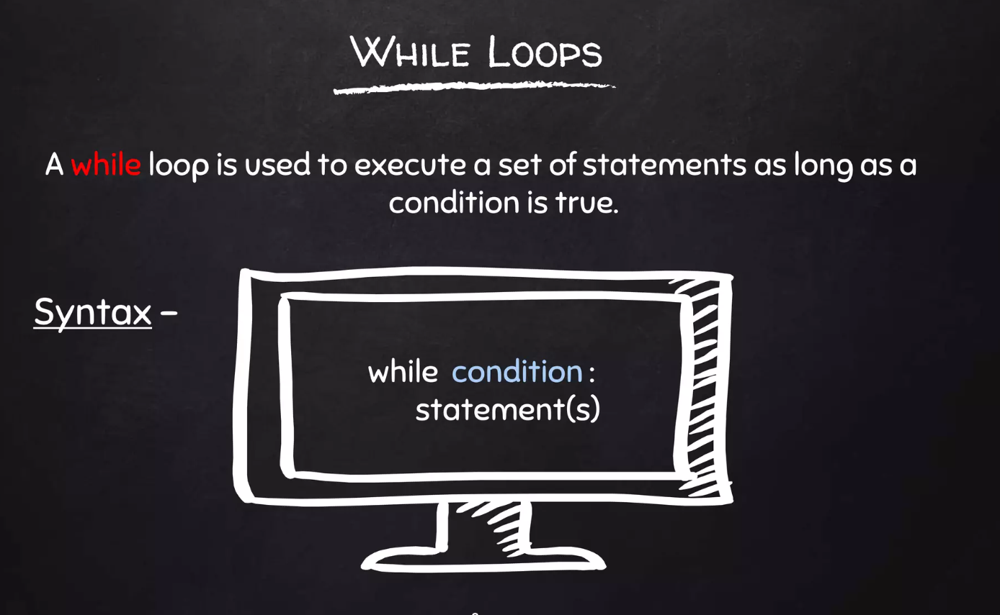 While Loops
A while loop is used to execute a set of statements as long as a
condition is true.
Syntax -
while condition :
statement(s)